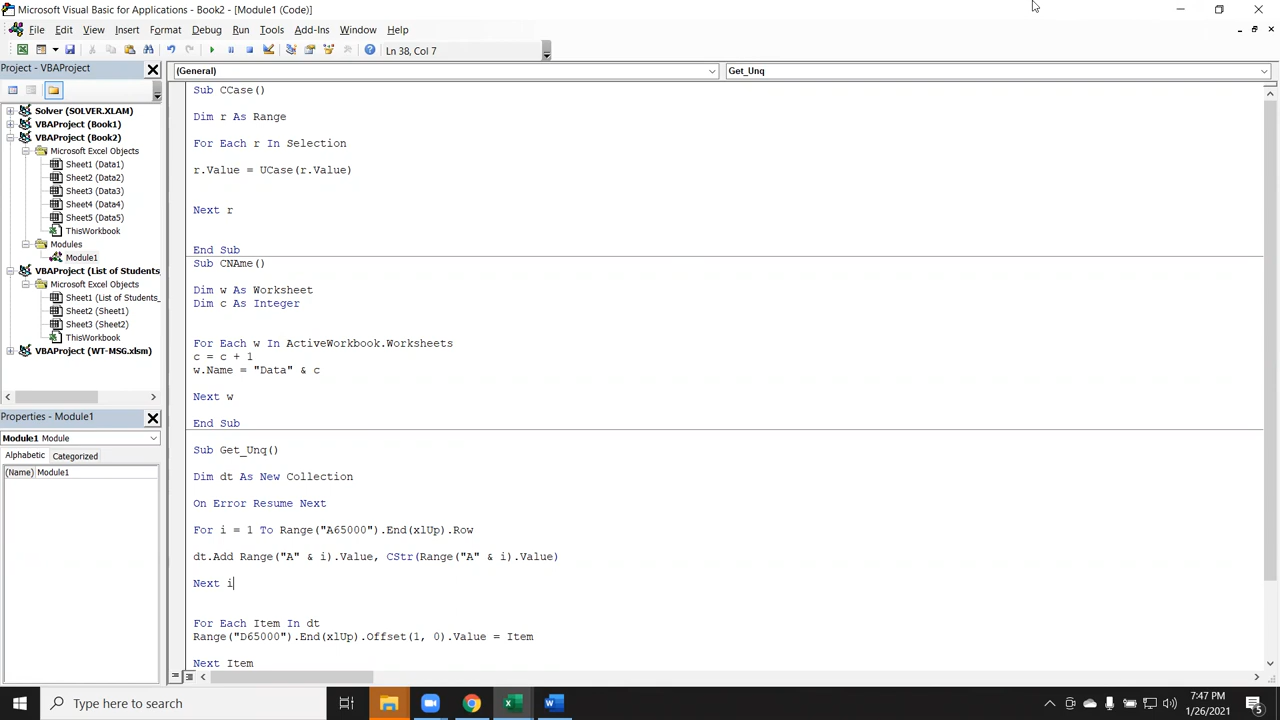 Microsoft Visual Basic for Applications - Book2 - [Module1 (Code)]
File Edit View Insert Format Debug Run Tools Add-Ins Window Help
Ln 38, Col 7
Project - VBAProject
(General)
Get_Unq
Solver (SOLVER.XLAM)
VBAProject (Book1)
VBAProject (Book2)
Microsoft Excel Objects
Sheet1 (Data1)
Sheet2 (Data2)
Sheet3 (Data3)
Sheet4 (Data4)
Sheet5 (Data5)
ThisWorkbook
Modules
Module1
VBAProject (List of Students_
Microsoft Excel Objects
Sheet1 (List of Students_
Sheet2 (Sheet1)
Sheet3 (Sheet2)
ThisWorkbook
VBAProject (WT-MSG.xlsm)
Properties - Module1
Module1 Module
Alphabetic Categorized
(Name) Module1
Sub CCase()
Dim r As Range
For Each r In Selection
r.Value = UCase(r.Value)
Next r
End Sub
Sub CNAme()
Dim w As Worksheet
Dim c As Integer
For Each w In ActiveWorkbook.Worksheets
c = c + 1
w.Name = "Data" & c
Next w
End Sub
Sub Get_Unq()
Dim dt As New Collection
On Error Resume Next
For i = 1 To Range("A65000").End(xlUp).Row
dt.Add Range("A" & i).Value, CStr(Range("A" & i).Value)
Next i
For Each Item In dt
Range("D65000").End(xlUp).Offset(1, 0).Value = Item
Next Item
Type here to search
7:47 PM
1/26/2021
5